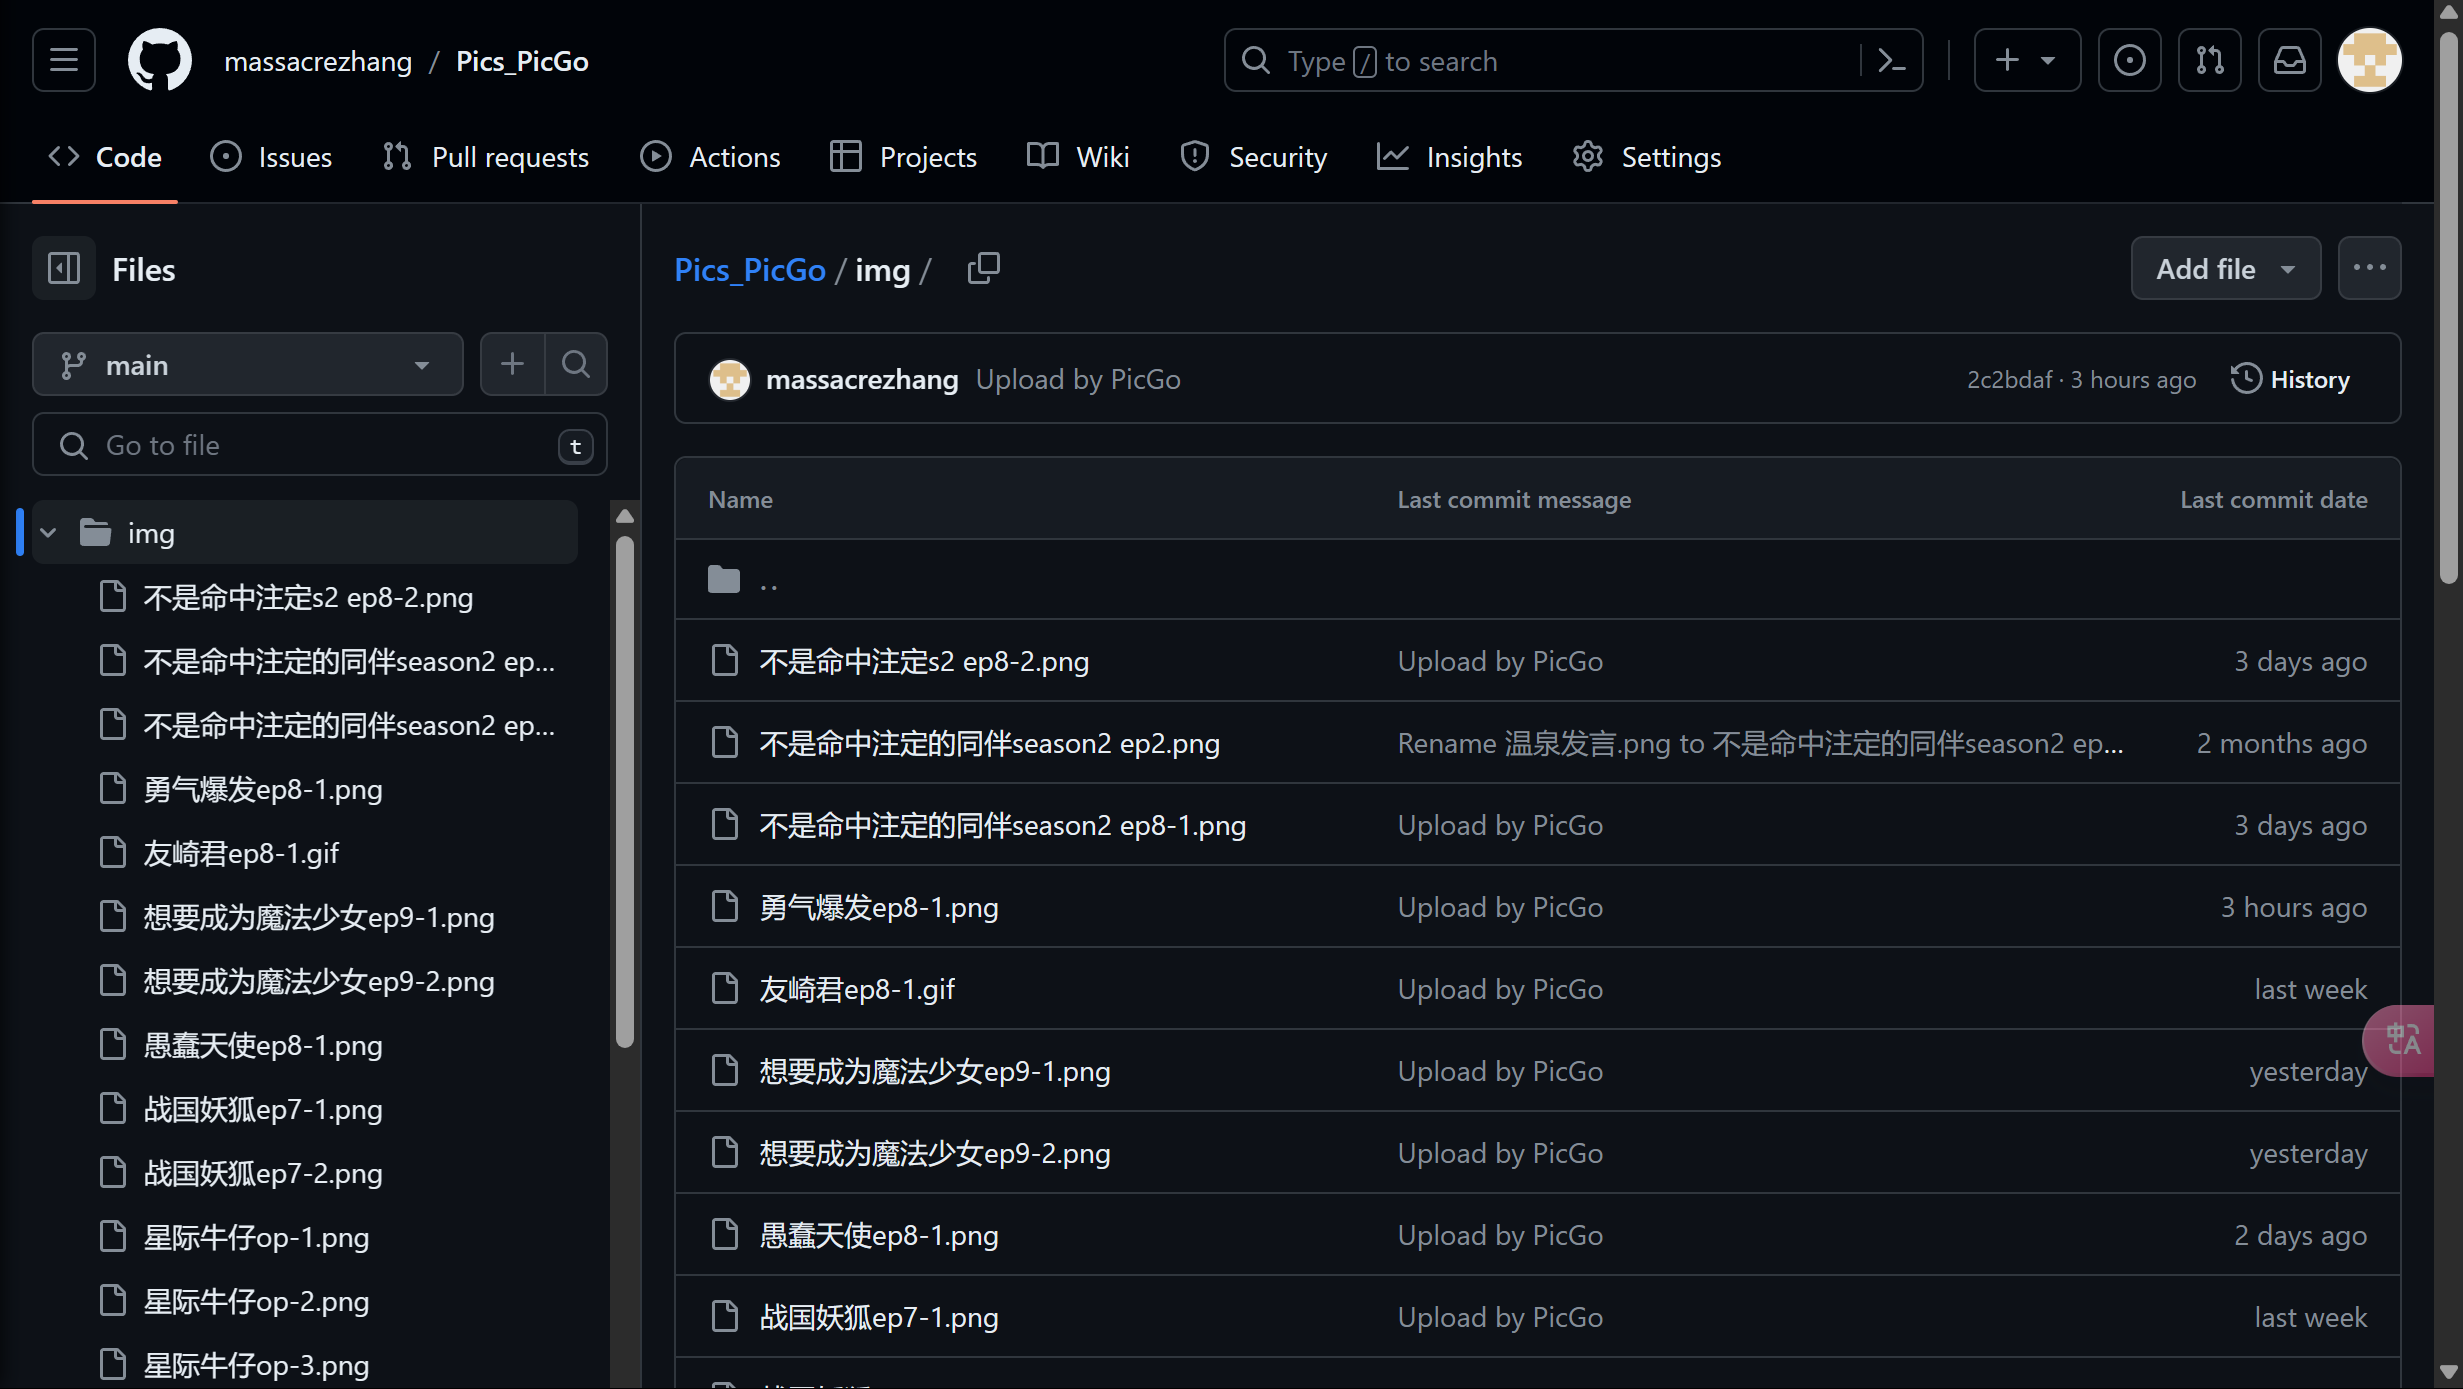 massacrezhang / Pics_PicGo
Type / to search
Code Issues Pull requests Actions Projects Wiki Security Insights Settings
Files
main
Go to file t
img
不是命中注定s2 ep8-2.png
不是命中注定的同伴season2 ep...
不是命中注定的同伴season2 ep...
勇气爆发ep8-1.png
友崎君ep8-1.gif
想要成为魔法少女ep9-1.png
想要成为魔法少女ep9-2.png
愚蠢天使ep8-1.png
战国妖狐ep7-1.png
战国妖狐ep7-2.png
星际牛仔op-1.png
星际牛仔op-2.png
星际牛仔op-3.png
Pics_PicGo / img /
Add file
massacrezhang Upload by PicGo 2c2bdaf · 3 hours ago History
Name Last commit message Last commit date
..
不是命中注定s2 ep8-2.png Upload by PicGo 3 days ago
不是命中注定的同伴season2 ep2.png Rename 温泉发言.png to 不是命中注定的同伴season2 ep... 2 months ago
不是命中注定的同伴season2 ep8-1.png Upload by PicGo 3 days ago
勇气爆发ep8-1.png Upload by PicGo 3 hours ago
友崎君ep8-1.gif Upload by PicGo last week
想要成为魔法少女ep9-1.png Upload by PicGo yesterday
想要成为魔法少女ep9-2.png Upload by PicGo yesterday
愚蠢天使ep8-1.png Upload by PicGo 2 days ago
战国妖狐ep7-1.png Upload by PicGo last week